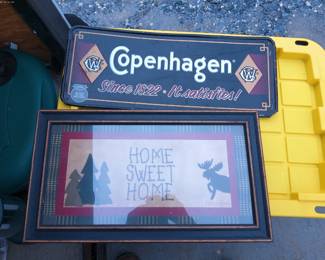 Copenhagen
Since 1822 • It satisfies!
HOME
SWEET
HOME